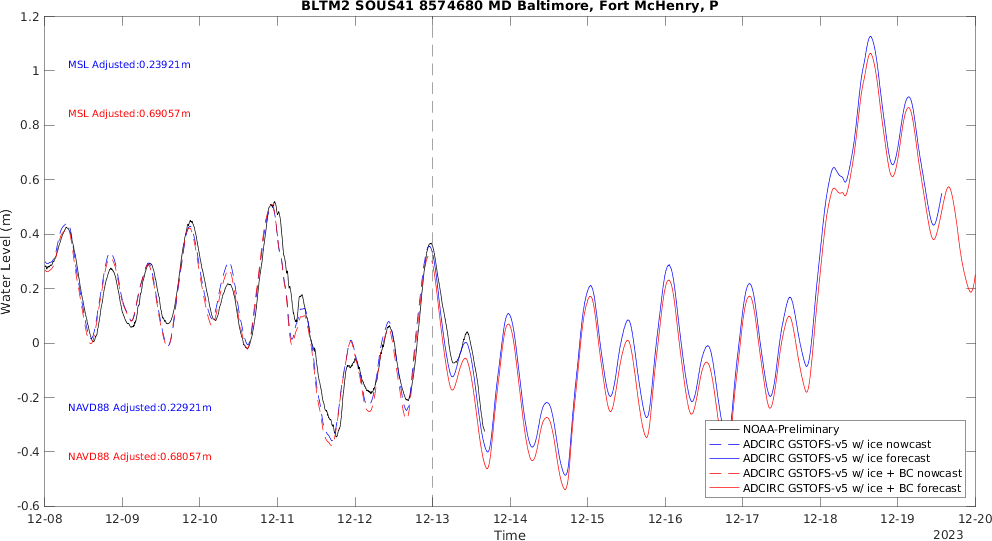 BLTM2 SOUS41 8574680 MD Baltimore, Fort McHenry, P
1.2
1
0.8
0.6
0.4
0.2
0
-0.2
-0.4
-0.6
Water Level (m)
MSL Adjusted:0.23921m
MSL Adjusted:0.69057m
NAVD88 Adjusted:0.22921m
NAVD88 Adjusted:0.68057m
NOAA-Preliminary
ADCIRC GSTOFS-v5 w/ ice nowcast
ADCIRC GSTOFS-v5 w/ ice forecast
ADCIRC GSTOFS-v5 w/ ice + BC nowcast
ADCIRC GSTOFS-v5 w/ ice + BC forecast
12-08 12-09 12-10 12-11 12-12 12-13 12-14 12-15 12-16 12-17 12-18 12-19 12-20
Time
2023